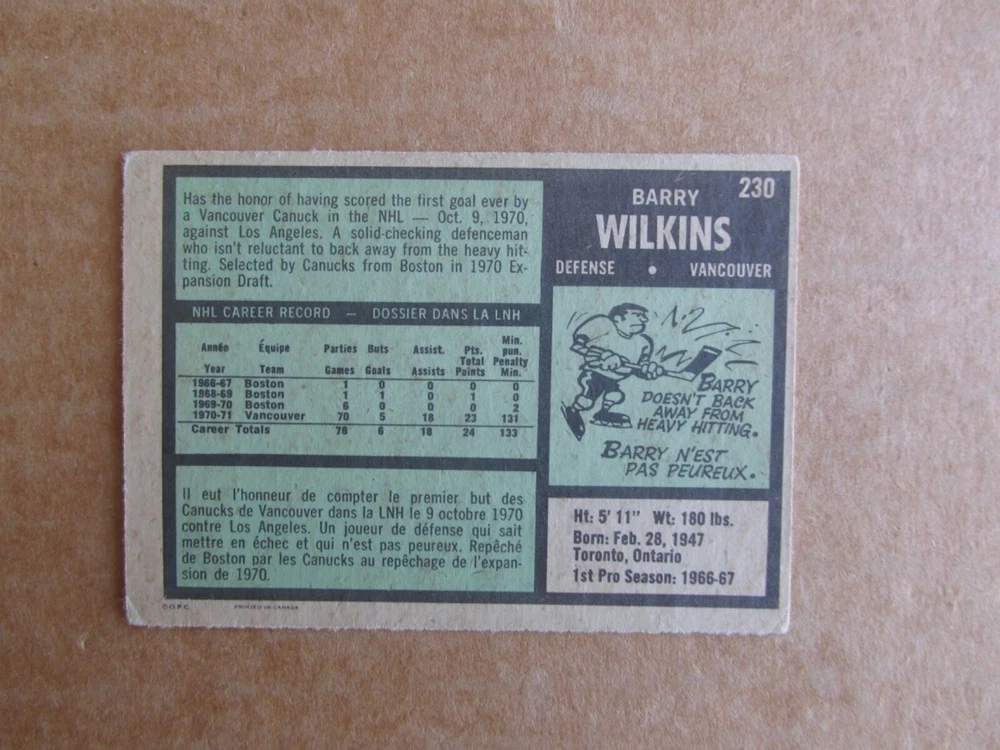 Has the honor of having scored the first goal ever by
a Vancouver Canuck in the NHL — Oct. 9, 1970,
against Los Angeles. A solid-checking defenceman
who isn't reluctant to back away from the heavy hit-
ting. Selected by Canucks from Boston in 1970 Ex-
pansion Draft.
NHL CAREER RECORD — DOSSIER DANS LA LNH
Année Équipe Parties Buts Assist. Pts. Total Min. pun. Penalty
Year Team Games Goals Assists Points Min.
1966-67 Boston 1 0 0 0 0
1968-69 Boston 1 1 0 1 0
1969-70 Boston 6 0 0 0 2
1970-71 Vancouver 70 5 18 23 131
Career Totals 78 6 18 24 133
Il eut l'honneur de compter le premier but des
Canucks de Vancouver dans la LNH le 9 octobre 1970
contre Los Angeles. Un joueur de défense qui sait
mettre en échec et qui n'est pas peureux. Repêché
de Boston par les Canucks au repêchage de l'expan-
sion de 1970.
©O.P.C. PRINTED IN CANADA
230
BARRY
WILKINS
DEFENSE • VANCOUVER
BARRY
DOESN'T BACK
AWAY FROM
HEAVY HITTING.
BARRY N'EST
PAS PEUREUX.
Ht: 5' 11" Wt: 180 lbs.
Born: Feb. 28, 1947
Toronto, Ontario
1st Pro Season: 1966-67